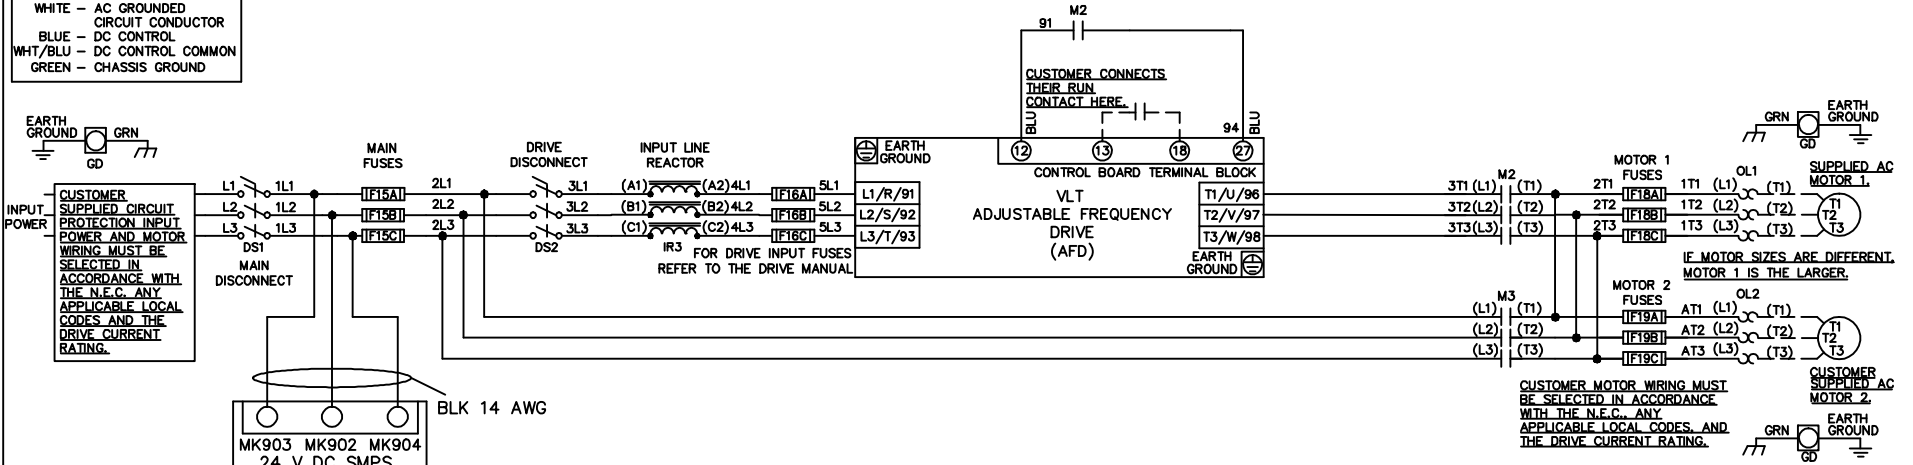 WHITE – AC GROUNDED
CIRCUIT CONDUCTOR
BLUE – DC CONTROL
WHT/BLU – DC CONTROL COMMON
GREEN – CHASSIS GROUND
EARTH
GROUND
GRN
GD
INPUT
POWER
CUSTOMER
SUPPLIED CIRCUIT
PROTECTION INPUT
POWER AND MOTOR
WIRING MUST BE
SELECTED IN
ACCORDANCE WITH
THE N.E.C. ANY
APPLICABLE LOCAL
CODES AND THE
DRIVE CURRENT
RATING.
L1 1L1
L2 1L2
L3 1L3
DS1
MAIN
DISCONNECT
MAIN
FUSES
F15A
F15B
F15C
2L1
2L2
2L3
DRIVE
DISCONNECT
3L1
3L2
3L3
DS2
INPUT LINE
REACTOR
(A1) (A2) 4L1
(B1) (B2) 4L2
(C1) (C2) 4L3
IR3
F16A 5L1
F16B 5L2
F16C 5L3
FOR DRIVE INPUT FUSES
REFER TO THE DRIVE MANUAL
MK903 MK902 MK904
24 V DC SMPS
BLK 14 AWG
M2
91
CUSTOMER CONNECTS
THEIR RUN
CONTACT HERE.
BLU
94 BLU
12 13 18 27
CONTROL BOARD TERMINAL BLOCK
EARTH
GROUND
L1/R/91
L2/S/92
L3/T/93
VLT
ADJUSTABLE FREQUENCY
DRIVE
(AFD)
T1/U/96
T2/V/97
T3/W/98
EARTH
GROUND
M2
3T1 (L1) (T1)
3T2 (L2) (T2)
3T3 (L3) (T3)
M3
(L1) (T1)
(L2) (T2)
(L3) (T3)
MOTOR 1
FUSES
2T1 F18A 1T1 (L1) OL1 (T1)
2T2 F18B 1T2 (L2) (T2)
2T3 F18C 1T3 (L3) (T3)
T1
T2
T3
GRN
EARTH
GROUND
GD
SUPPLIED AC
MOTOR 1.
IF MOTOR SIZES ARE DIFFERENT,
MOTOR 1 IS THE LARGER.
MOTOR 2
FUSES
F19A AT1 (L1) OL2 (T1)
F19B AT2 (L2) (T2)
F19C AT3 (L3) (T3)
T1
T2
T3
CUSTOMER
SUPPLIED AC
MOTOR 2.
CUSTOMER MOTOR WIRING MUST
BE SELECTED IN ACCORDANCE
WITH THE N.E.C., ANY
APPLICABLE LOCAL CODES, AND
THE DRIVE CURRENT RATING.
GRN
EARTH
GROUND
GD